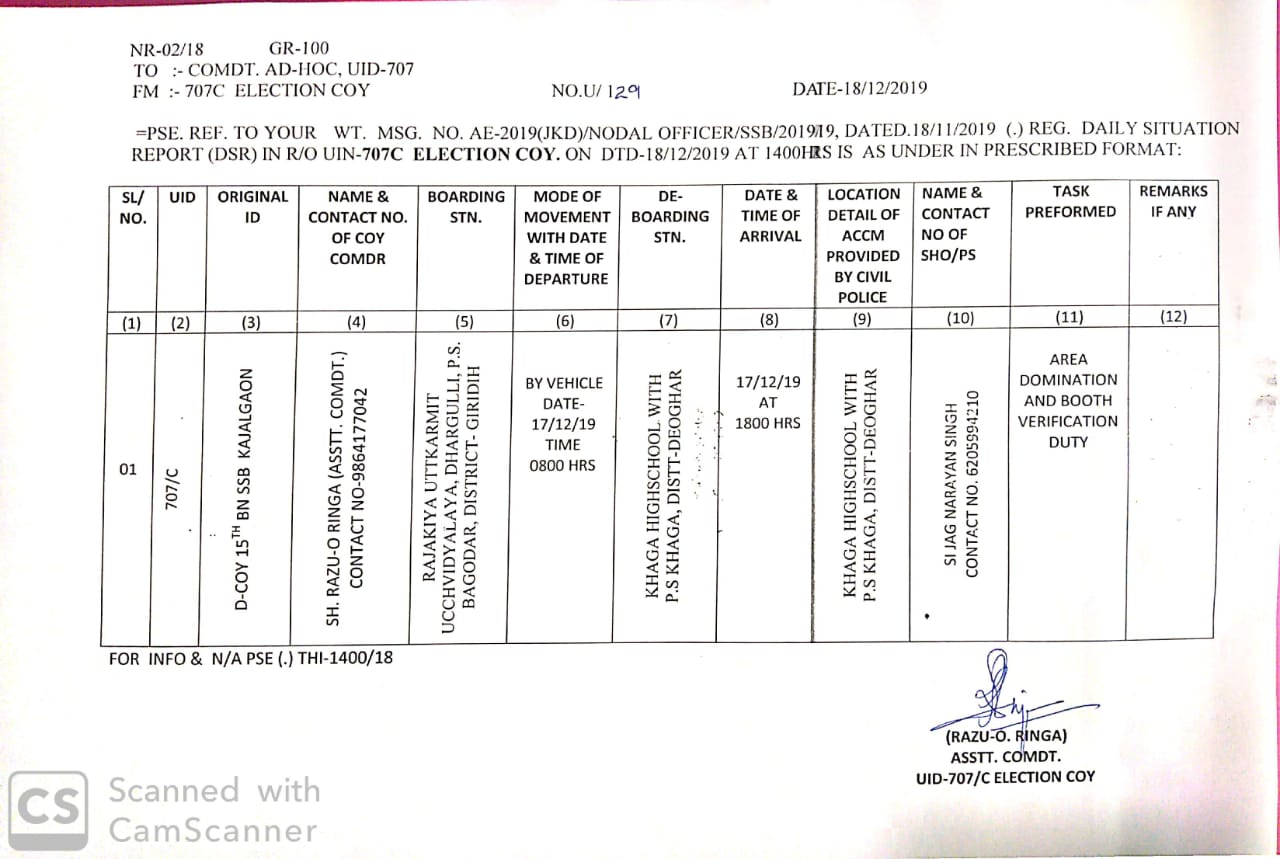 NR-02/18 GR-100
TO :- COMDT. AD-HOC, UID-707
FM :- 707C ELECTION COY NO.U/ 129 DATE-18/12/2019
=PSE. REF. TO YOUR WT. MSG. NO. AE-2019(JKD)/NODAL OFFICER/SSB/2019/19, DATED.18/11/2019 (.) REG. DAILY SITUATION
REPORT (DSR) IN R/O UIN-707C ELECTION COY. ON DTD-18/12/2019 AT 1400HRS IS AS UNDER IN PRESCRIBED FORMAT:
SL/
NO.
UID
ORIGINAL
ID
NAME &
CONTACT NO.
OF COY
COMDR
BOARDING
STN.
MODE OF
MOVEMENT
WITH DATE
& TIME OF
DEPARTURE
DE-
BOARDING
STN.
DATE &
TIME OF
ARRIVAL
LOCATION
DETAIL OF
ACCM
PROVIDED
BY CIVIL
POLICE
NAME &
CONTACT
NO OF
SHO/PS
TASK
PREFORMED
REMARKS
IF ANY
(1) (2) (3) (4) (5) (6) (7) (8) (9) (10) (11) (12)
01
707/C
D-COY 15TH BN SSB KAJALGAON
SH. RAZU-O RINGA (ASSTT. COMDT.)
CONTACT NO-9864177042
RAJAKIYA UTTKARMIT
UCCHVIDYALAYA, DHARGULLI, P.S.
BAGODAR, DISTRICT- GIRIDIH
BY VEHICLE
DATE-
17/12/19
TIME
0800 HRS
KHAGA HIGHSCHOOL WITH
P.S KHAGA, DISTT-DEOGHAR
17/12/19
AT
1800 HRS
KHAGA HIGHSCHOOL WITH
P.S KHAGA, DISTT-DEOGHAR
SI JAG NARAYAN SINGH
CONTACT NO. 6205994210
AREA
DOMINATION
AND BOOTH
VERIFICATION
DUTY
FOR INFO & N/A PSE (.) THI-1400/18
(RAZU-O. RINGA)
ASSTT. COMDT.
UID-707/C ELECTION COY
CS
Scanned with
CamScanner